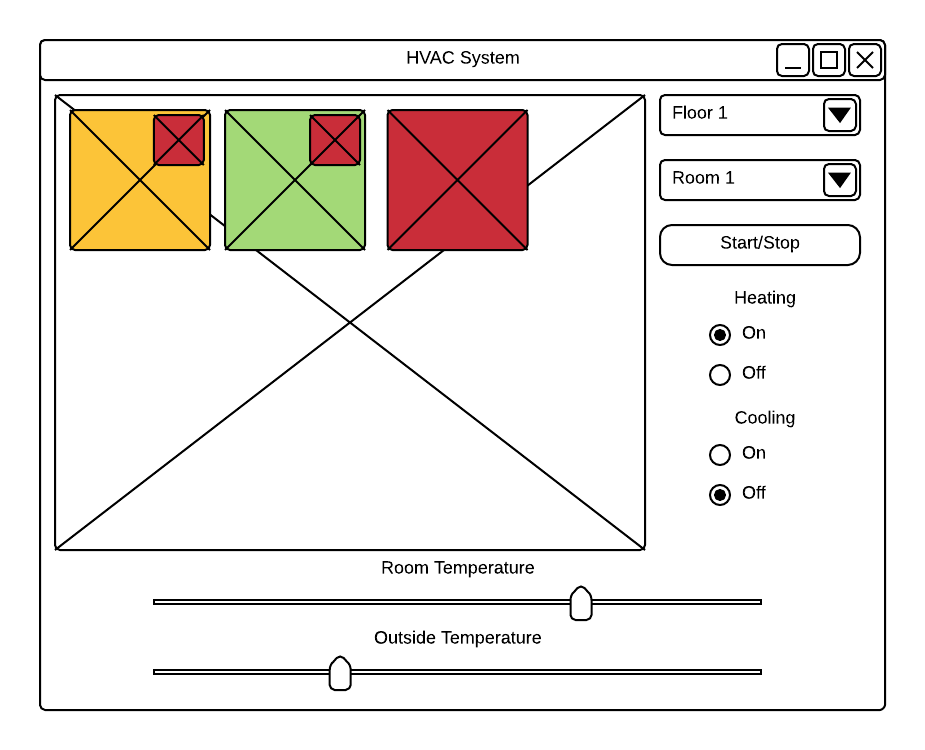 HVAC System
Floor 1
Room 1
Start/Stop
Heating
On
Off
Cooling
On
Off
Room Temperature
Outside Temperature